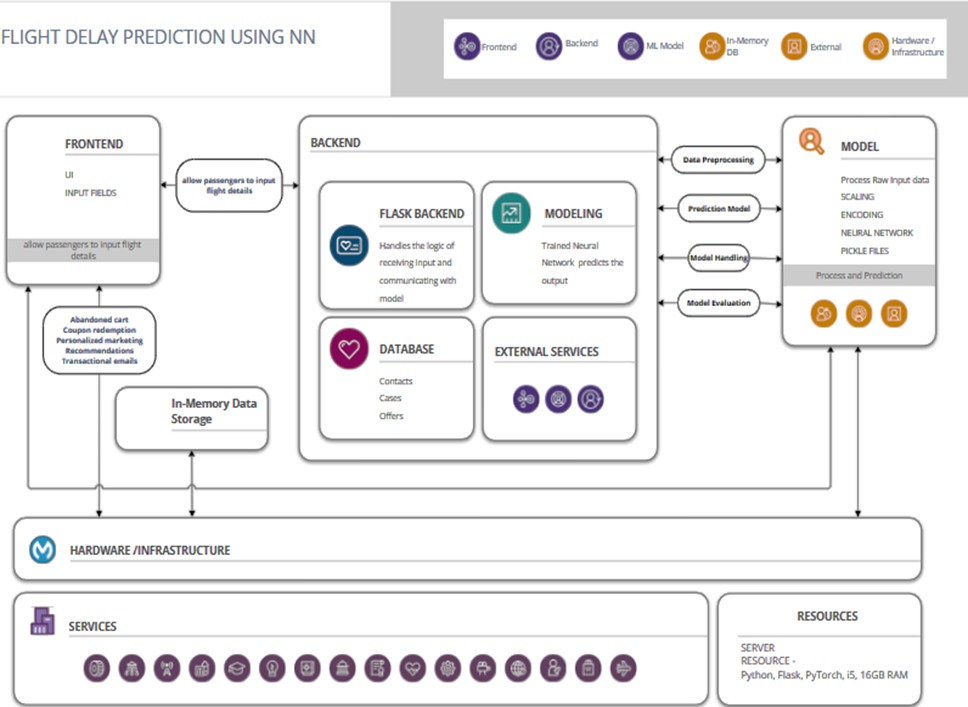 FLIGHT DELAY PREDICTION USING NN
Frontend
Backend
ML Model
In-Memory
DB
External
Hardware /
Infrastructure
FRONTEND
UI
INPUT FIELDS
allow passengers to input flight
details
allow passengers to input
flight details
BACKEND
FLASK BACKEND
Handles the logic of
receiving input and
communicating with
model
MODELING
Trained Neural
Network predicts the
output
DATABASE
Contacts
Cases
Offers
EXTERNAL SERVICES
Data Preprocessing
Prediction Model
Model Handling
Model Evaluation
MODEL
Process Raw Input data
SCALING
ENCODING
NEURAL NETWORK
PICKLE FILES
Process and Prediction
Abandoned cart
Coupon redemption
Personalized marketing
Recommendations
Transactional emails
In-Memory Data
Storage
HARDWARE /INFRASTRUCTURE
SERVICES
RESOURCES
SERVER
RESOURCE -
Python, Flask, PyTorch, i5, 16GB RAM